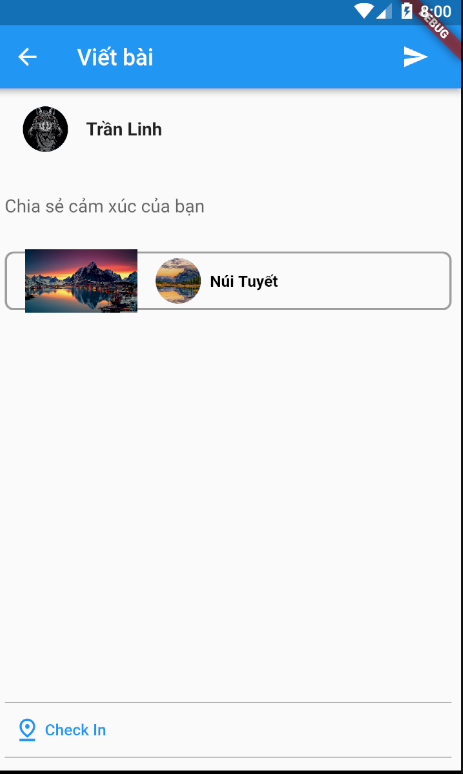 8:00
DEBUG
Viết bài
Trần Linh
Chia sẻ cảm xúc của bạn
Núi Tuyết
Check In